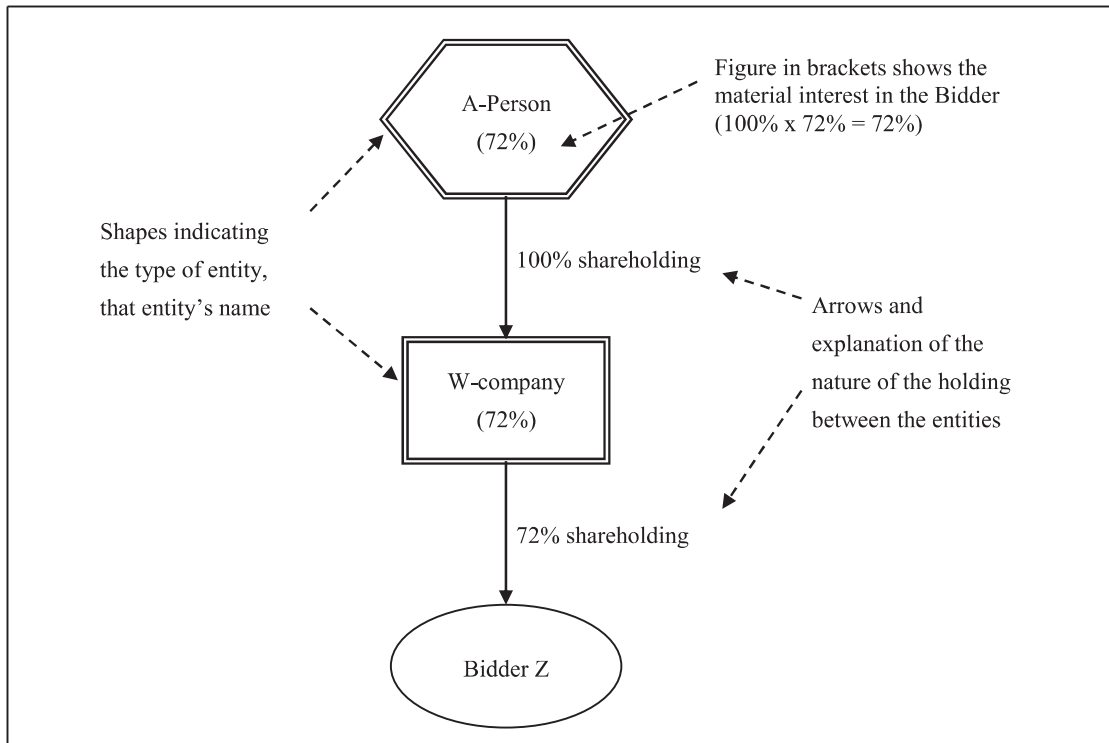 A-Person
(72%)
Figure in brackets shows the
material interest in the Bidder
(100% x 72% = 72%)
Shapes indicating
the type of entity,
that entity’s name
100% shareholding
Arrows and
explanation of the
nature of the holding
between the entities
W-company
(72%)
72% shareholding
Bidder Z